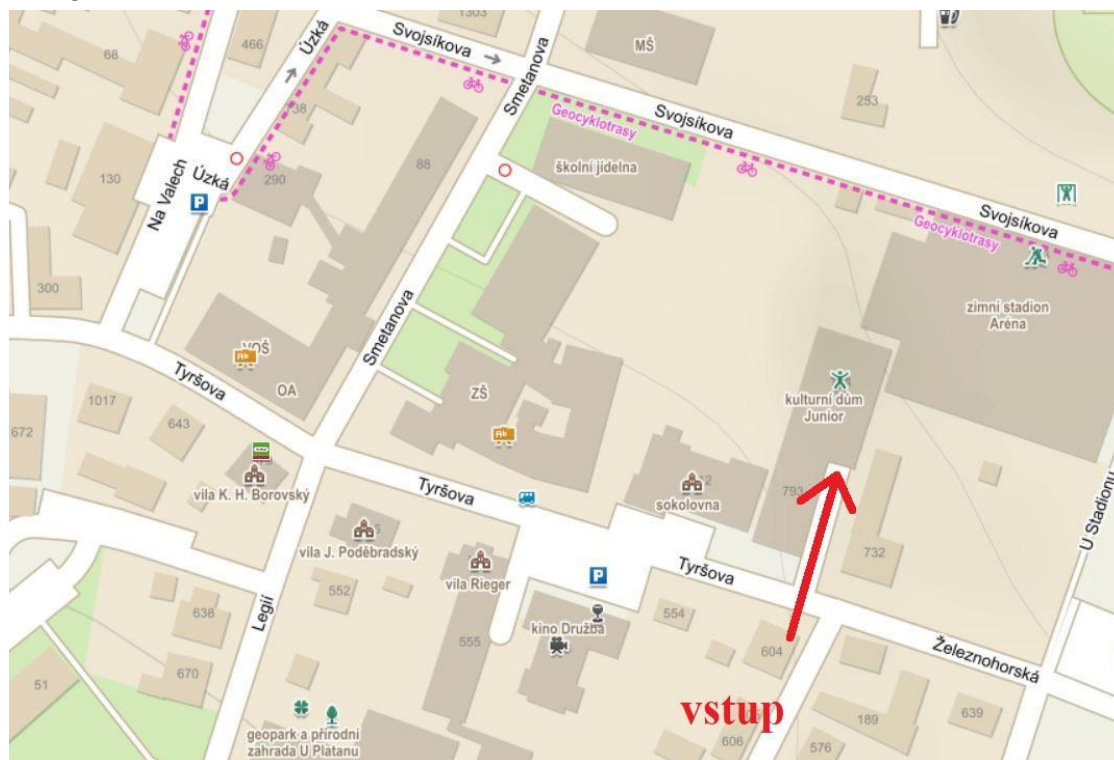 1303
Svojsíkova
MŠ
Úzká
466
68
Smetanova
253
738
Geocyklotrasy
Svojsíkova
88
130
školní jídelna
Úzká
290
P
Na Valech
Svojsíkova
Geocyklotrasy
300
zimní stadion
Aréna
Smetanova
VOŠ
OA
Tyršova
ZŠ
kulturní dům
Junior
1017
643
672
vila K. H. Borovský
Tyršova
sokolovna
793
U Stadionu
vila J. Poděbradský
732
552
vila Rieger
P
Tyršova
638
Legií
kino Družba
554
555
604
Železnohorská
670
51
vstup
189
639
geopark a přírodní
zahrada U Platanu
606
576